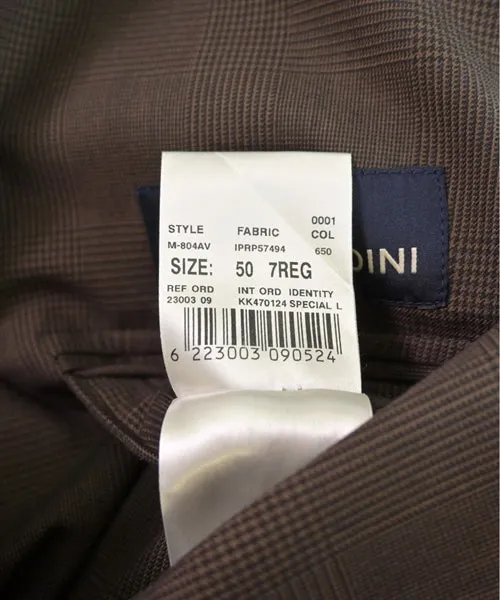 0001
STYLE FABRIC COL
M-804AV IPRP57494 650
SIZE: 50 7REG
DINI
REF ORD INT ORD IDENTITY
23003 09 KK470124 SPECIAL L
6 223003 090524